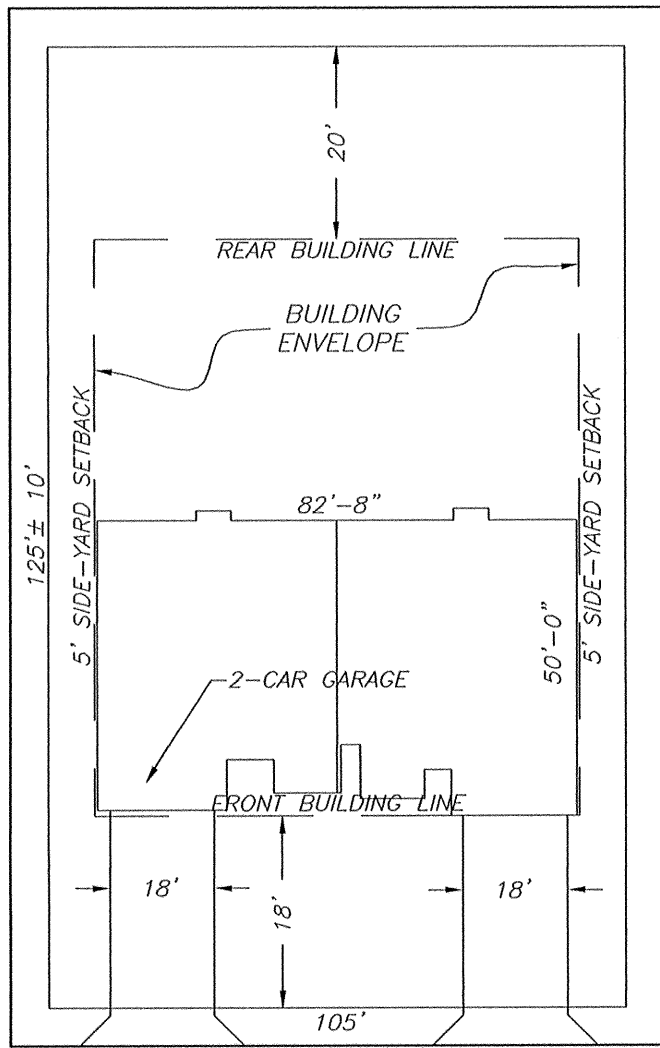 20'
REAR BUILDING LINE
BUILDING
ENVELOPE
125'± 10'
5' SIDE-YARD SETBACK
5' SIDE-YARD SETBACK
82'-8"
50'-0"
2-CAR GARAGE
FRONT BUILDING LINE
18'
18'
18'
105'